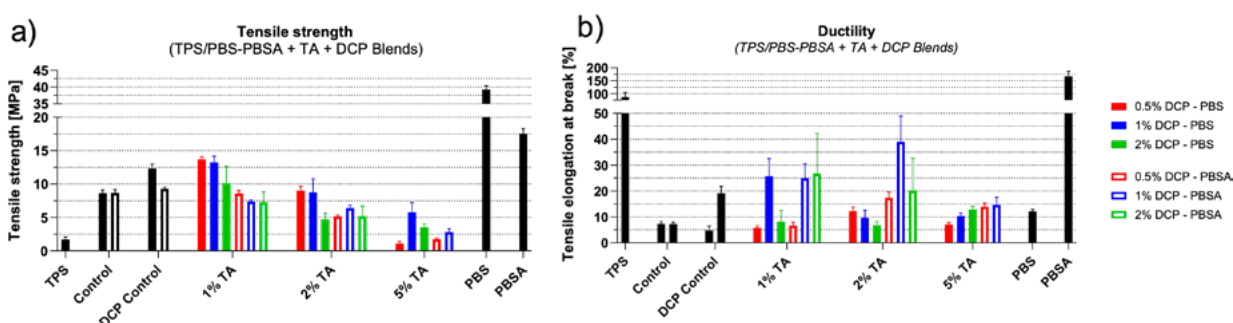 a)
Tensile strength
(TPS/PBS-PBSA + TA + DCP Blends)
Tensile strength [MPa]
45
40
35
20
15
10
5
0
TPS
Control
DCP Control
1% TA
2% TA
5% TA
PBS
PBSA
b)
Ductility
(TPS/PBS-PBSA + TA + DCP Blends)
Tensile elongation at break [%]
200
150
100
50
40
30
20
10
0
TPS
Control
DCP Control
1% TA
2% TA
5% TA
PBS
PBSA
0.5% DCP - PBS
1% DCP - PBS
2% DCP - PBS
0.5% DCP - PBSA
1% DCP - PBSA
2% DCP - PBSA